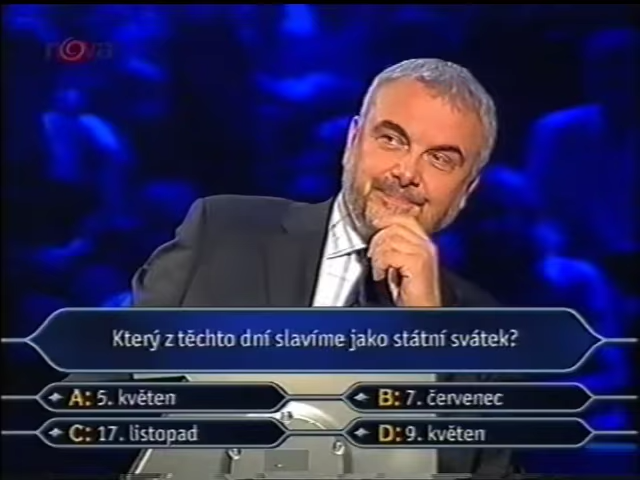 nova
Který z těchto dní slavíme jako státní svátek?
A: 5. květen
B: 7. červenec
C: 17. listopad
D: 9. květen